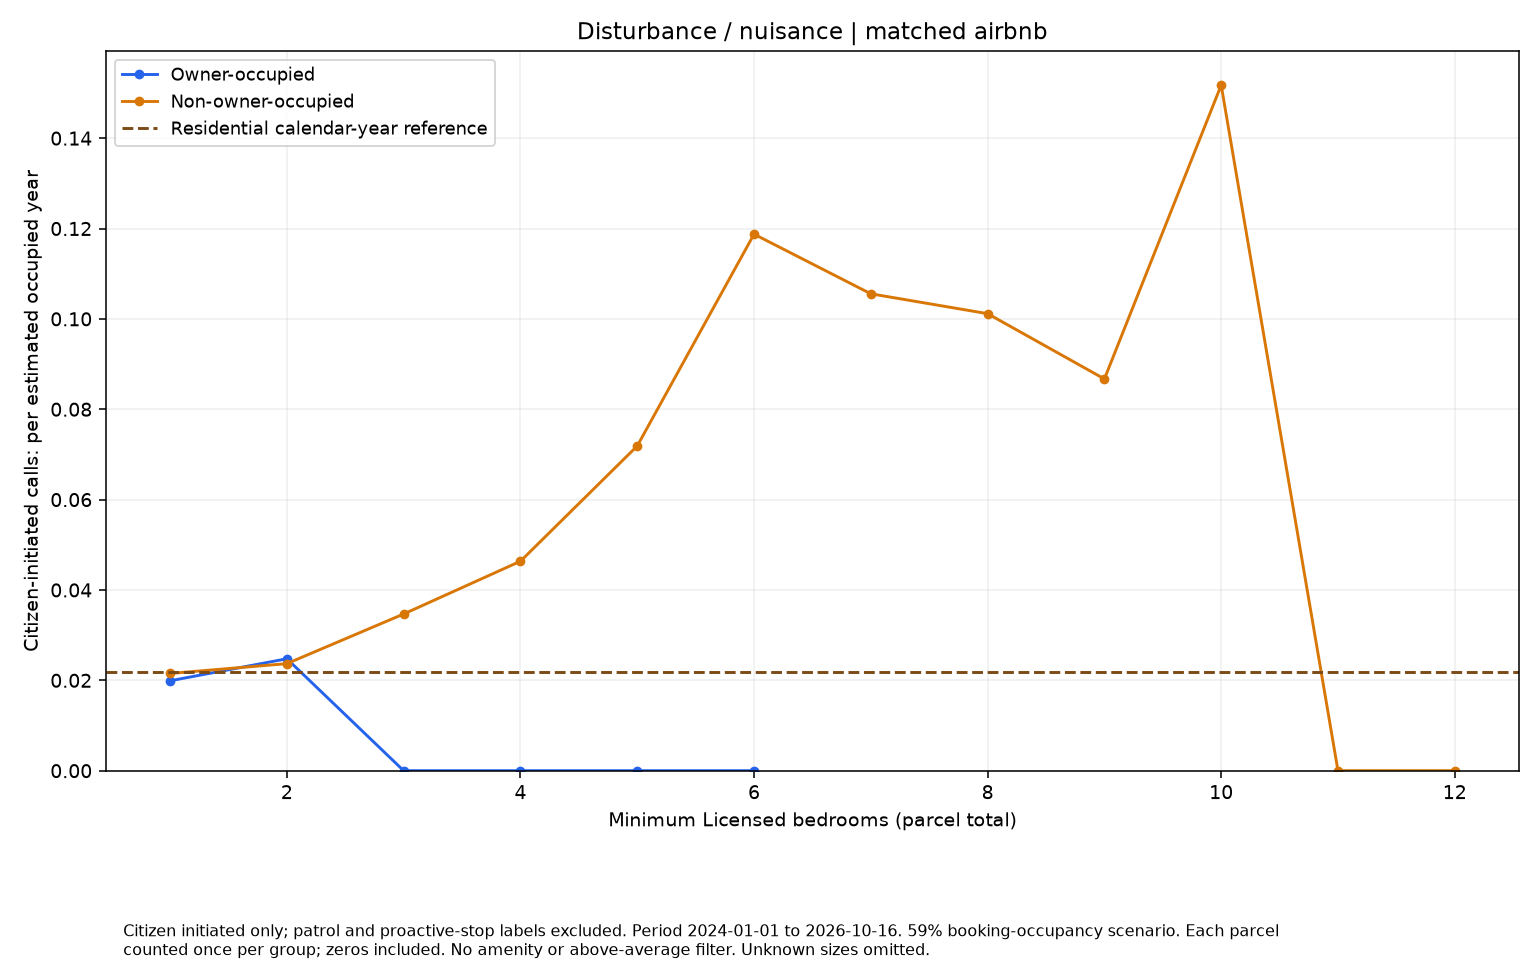 Disturbance / nuisance | matched airbnb
Owner-occupied
Non-owner-occupied
Residential calendar-year reference
Citizen-initiated calls: per estimated occupied year
0.14
0.12
0.10
0.08
0.06
0.04
0.02
0.00
2 4 6 8 10 12
Minimum Licensed bedrooms (parcel total)
Citizen initiated only; patrol and proactive-stop labels excluded. Period 2024-01-01 to 2026-10-16. 59% booking-occupancy scenario. Each parcel
counted once per group; zeros included. No amenity or above-average filter. Unknown sizes omitted.